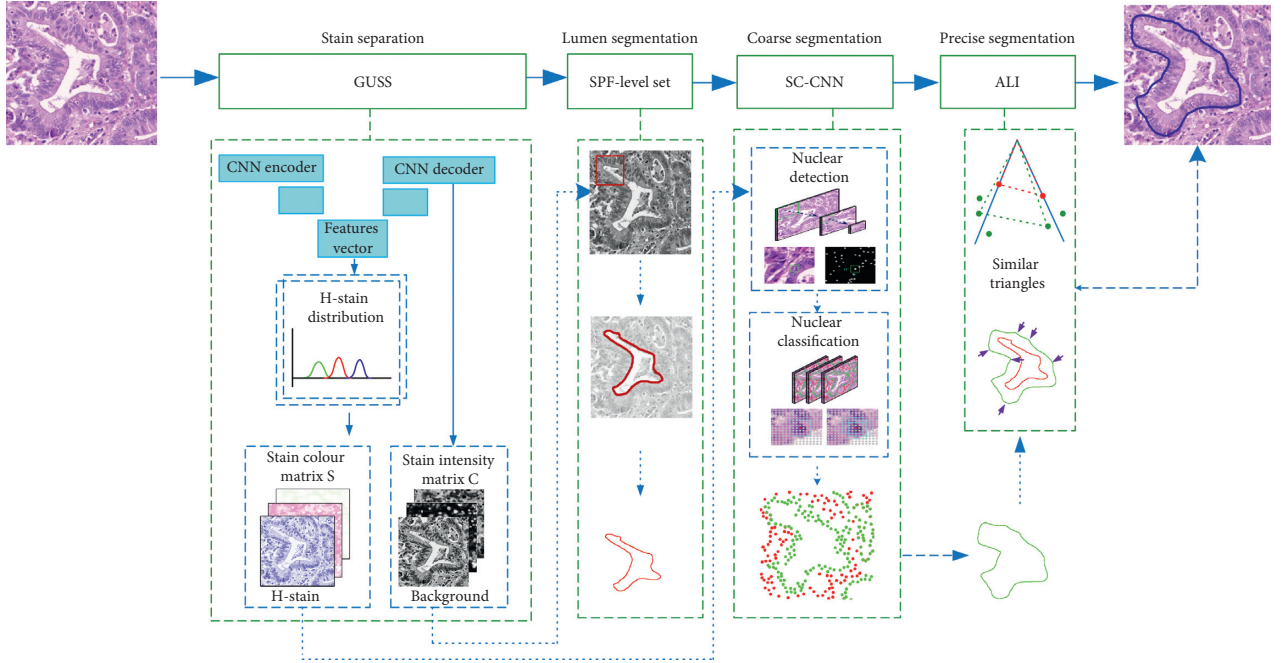 Stain separation
Lumen segmentation
Coarse segmentation
Precise segmentation
GUSS
SPF-level set
SC-CNN
ALI
CNN encoder
CNN decoder
Features
vector
H-stain
distribution
Stain colour
matrix S
H-stain
Stain intensity
matrix C
Background
Nuclear
detection
Nuclear
classification
Similar
triangles